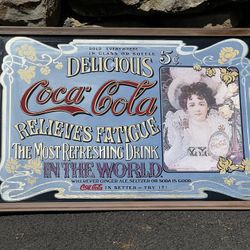 SOLD EVERYWHERE
IN GLASS OR BOTTLE
DELICIOUS
5¢
Coca-Cola
RELIEVES FATIGUE
THE MOST REFRESHING DRINK
IN THE WORLD
WHEREVER GINGER ALE, SELTZER OR SODA IS GOOD
Coca-Cola IS BETTER - TRY IT!